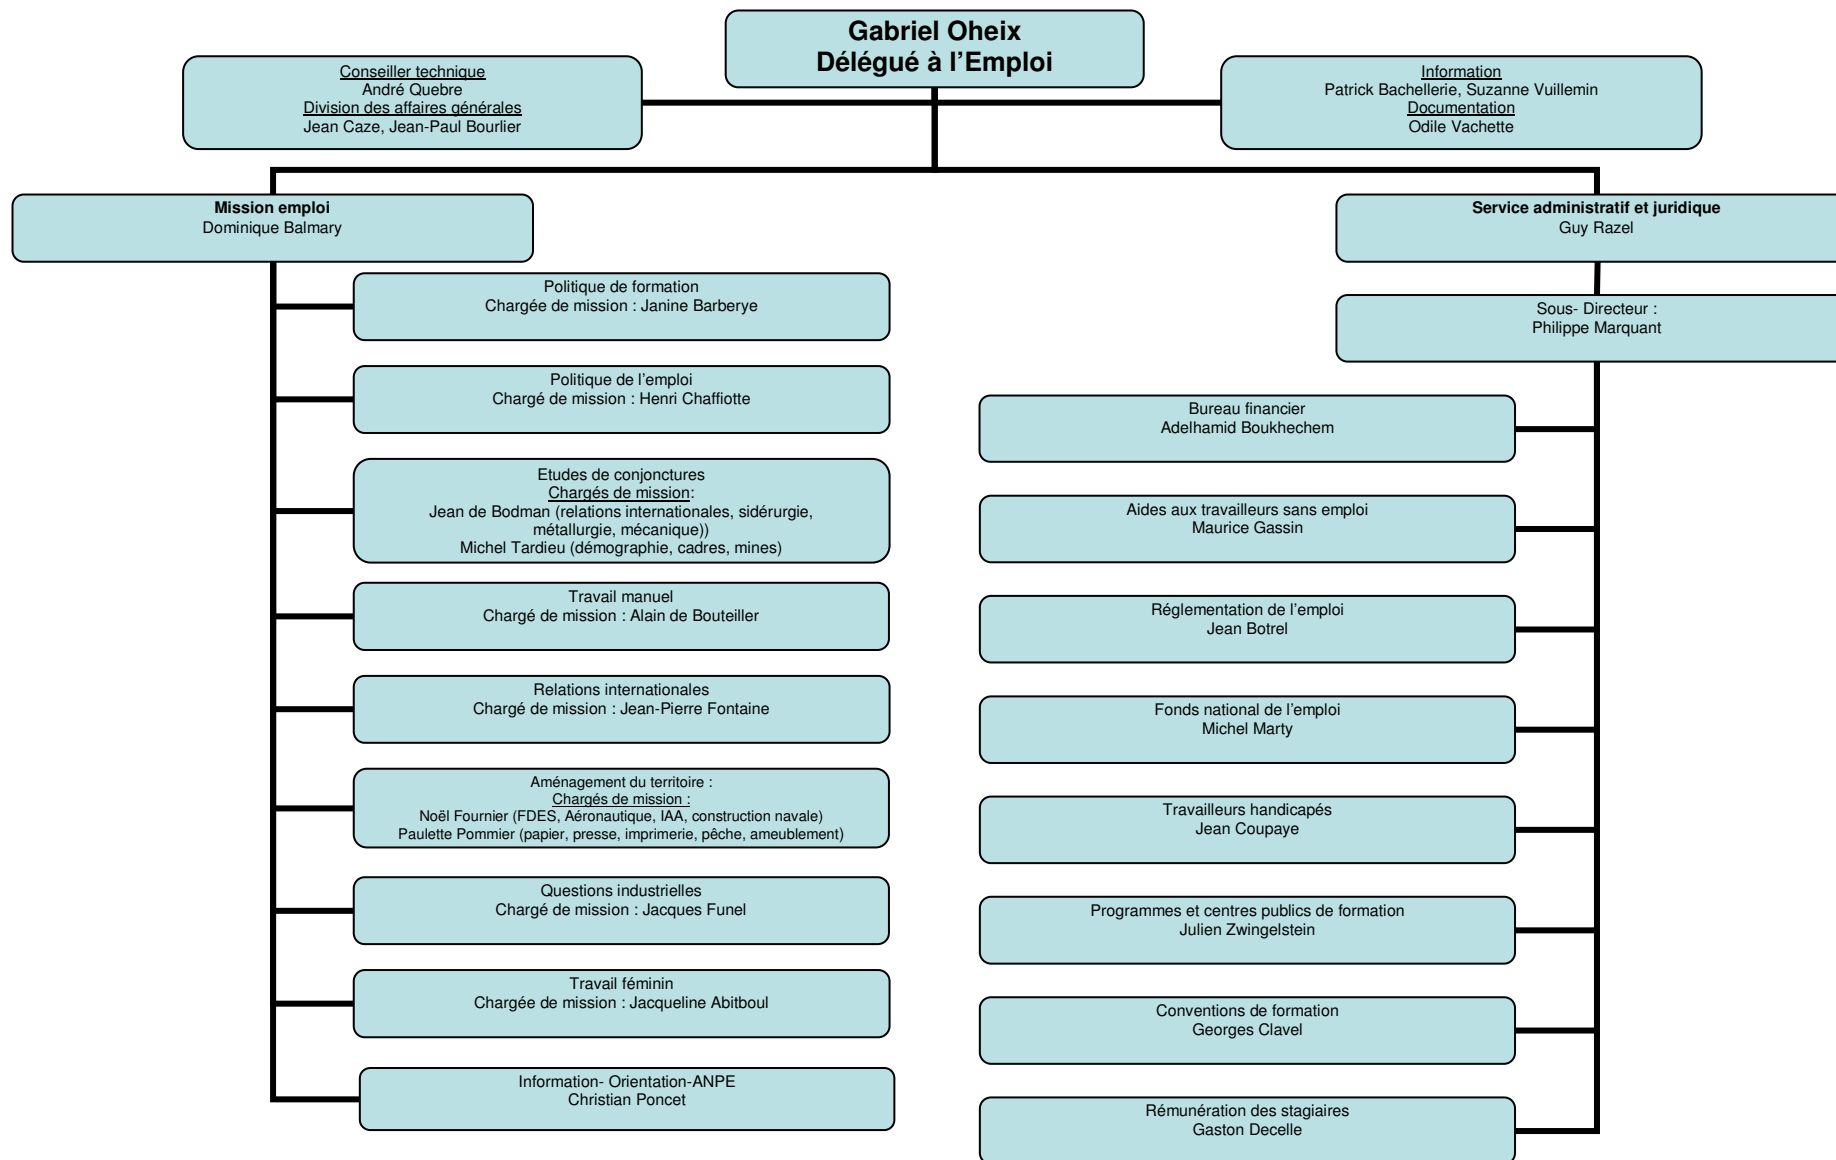 Gabriel Oheix
Délégué à l'Emploi
Conseiller technique
André Quebre
Division des affaires générales
Jean Caze, Jean-Paul Bourlier
Information
Patrick Bachellerie, Suzanne Vuillemin
Documentation
Odile Vachette
Mission emploi
Dominique Balmary
Service administratif et juridique
Guy Razel
Politique de formation
Chargée de mission : Janine Barberye
Politique de l'emploi
Chargé de mission : Henri Chaffiotte
Etudes de conjonctures
Chargés de mission:
Jean de Bodman (relations internationales, sidérurgie,
métallurgie, mécanique))
Michel Tardieu (démographie, cadres, mines)
Travail manuel
Chargé de mission : Alain de Bouteiller
Relations internationales
Chargé de mission : Jean-Pierre Fontaine
Aménagement du territoire :
Chargés de mission :
Noël Fournier (FDES, Aéronautique, IAA, construction navale)
Paulette Pommier (papier, presse, imprimerie, pêche, ameublement)
Questions industrielles
Chargé de mission : Jacques Funel
Travail féminin
Chargée de mission : Jacqueline Abitboul
Information- Orientation-ANPE
Christian Poncet
Sous- Directeur :
Philippe Marquant
Bureau financier
Adelhamid Boukhechem
Aides aux travailleurs sans emploi
Maurice Gassin
Réglementation de l'emploi
Jean Botrel
Fonds national de l'emploi
Michel Marty
Travailleurs handicapés
Jean Coupaye
Programmes et centres publics de formation
Julien Zwingelstein
Conventions de formation
Georges Clavel
Rémunération des stagiaires
Gaston Decelle